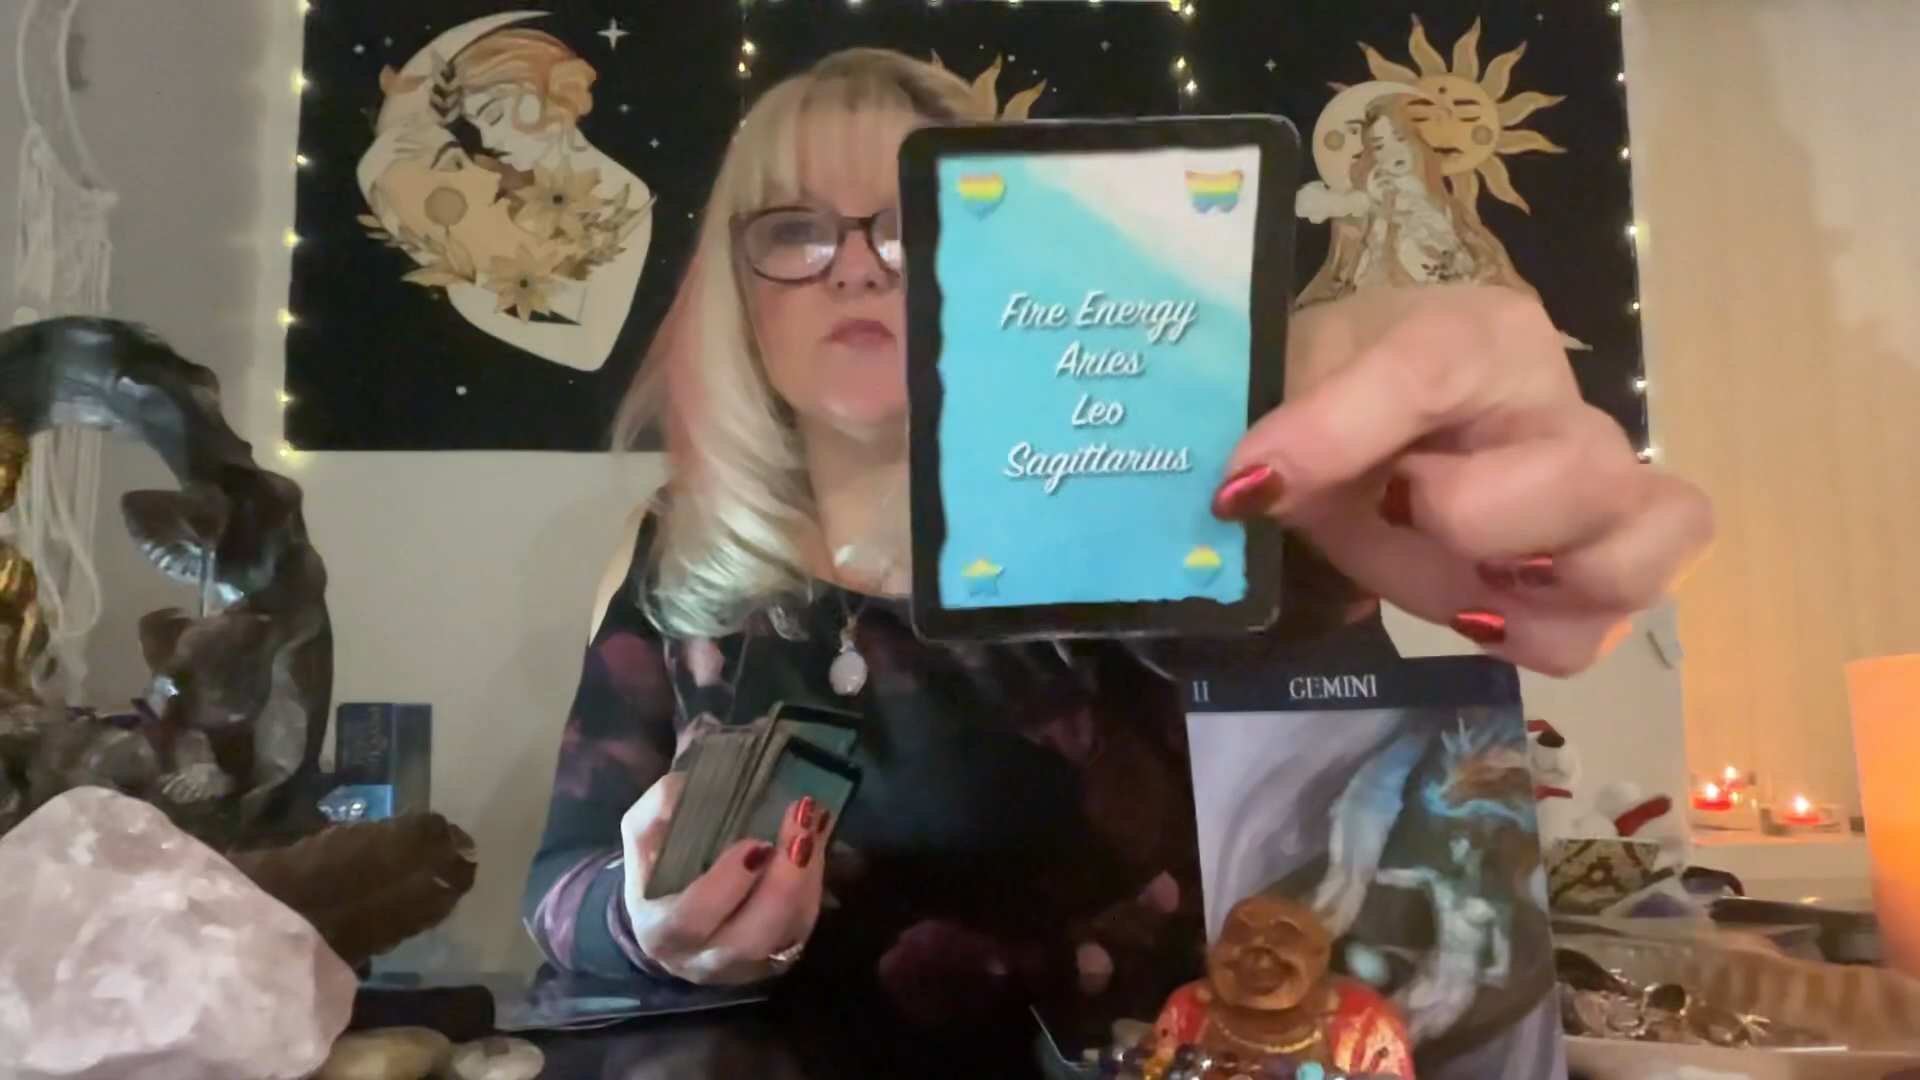 Fire Energy
Aries
Leo
Sagittarius
II GEMINI